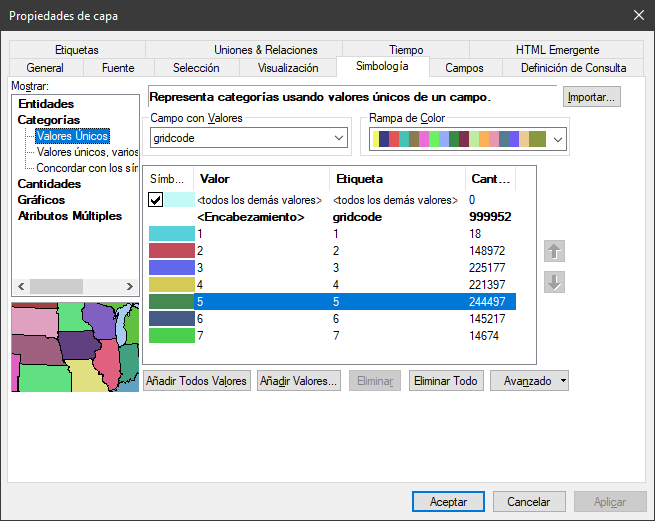 Propiedades de capa
Etiquetas Uniones & Relaciones Tiempo HTML Emergente
General Fuente Selección Visualización Simbología Campos Definición de Consulta
Mostrar:
Entidades
Categorías
Valores Únicos
Valores únicos, varios
Concordar con los sím
Cantidades
Gráficos
Atributos Múltiples
Representa categorías usando valores únicos de un campo.
Importar...
Campo con Valores
gridcode
Rampa de Color
Símb... Valor Etiqueta Cant...
<todos los demás valores> <todos los demás valores> 0
<Encabezamiento> gridcode 999952
1 1 18
2 2 148972
3 3 225177
4 4 221397
5 5 244497
6 6 145217
7 7 14674
Añadir Todos Valores Añadir Valores... Eliminar Eliminar Todo Avanzado
Aceptar Cancelar Aplicar